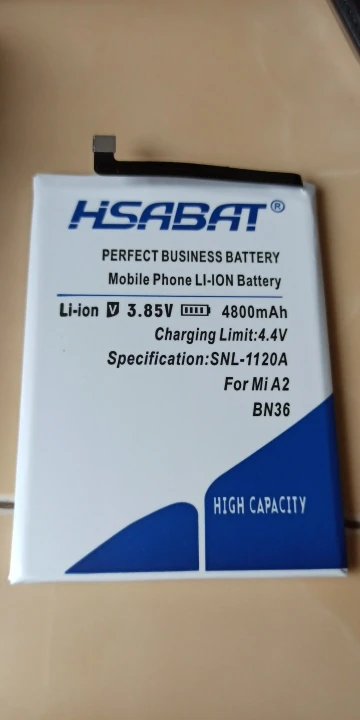 HSABAT®
PERFECT BUSINESS BATTERY
Mobile Phone LI-ION Battery
Li-ion V 3.85V 4800mAh
Charging Limit:4.4V
Specification:SNL-1120A
For Mi A2
BN36
HIGH CAPACITY